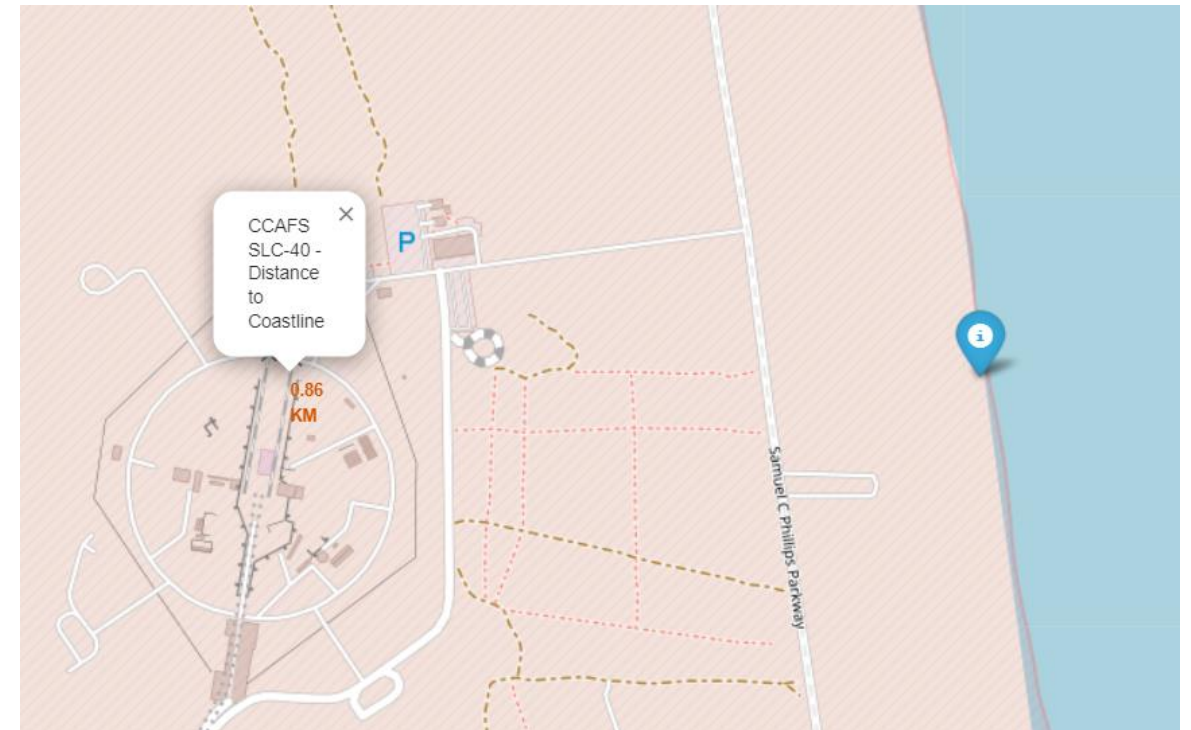 CCAFS
SLC-40 -
Distance
to
Coastline
×
P
i
0.86
KM
Samuel C Phillips Parkway